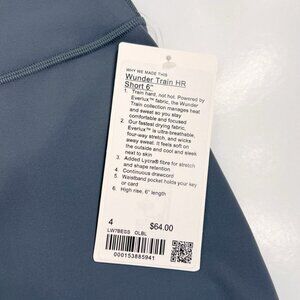 WHY WE MADE THIS
Wunder Train HR
Short 6"
1. Train hard, not hot. Powered by
Everlux™ fabric, the Wunder
Train collection manages heat
and sweat so you stay
comfortable and focused
2. Our fastest drying fabric,
Everlux™ is ultra-breathable,
four-way stretch, and wicks
away sweat. It feels soft on
the outside and cool and sleek
next to skin
3. Added Lycra® fibre for stretch
and shape retention
4. Continuous drawcord
5. Waistband pocket holds your key
or card
6. High rise, 6" length
4 $64.00
LW7BESS OLBL
000153885941